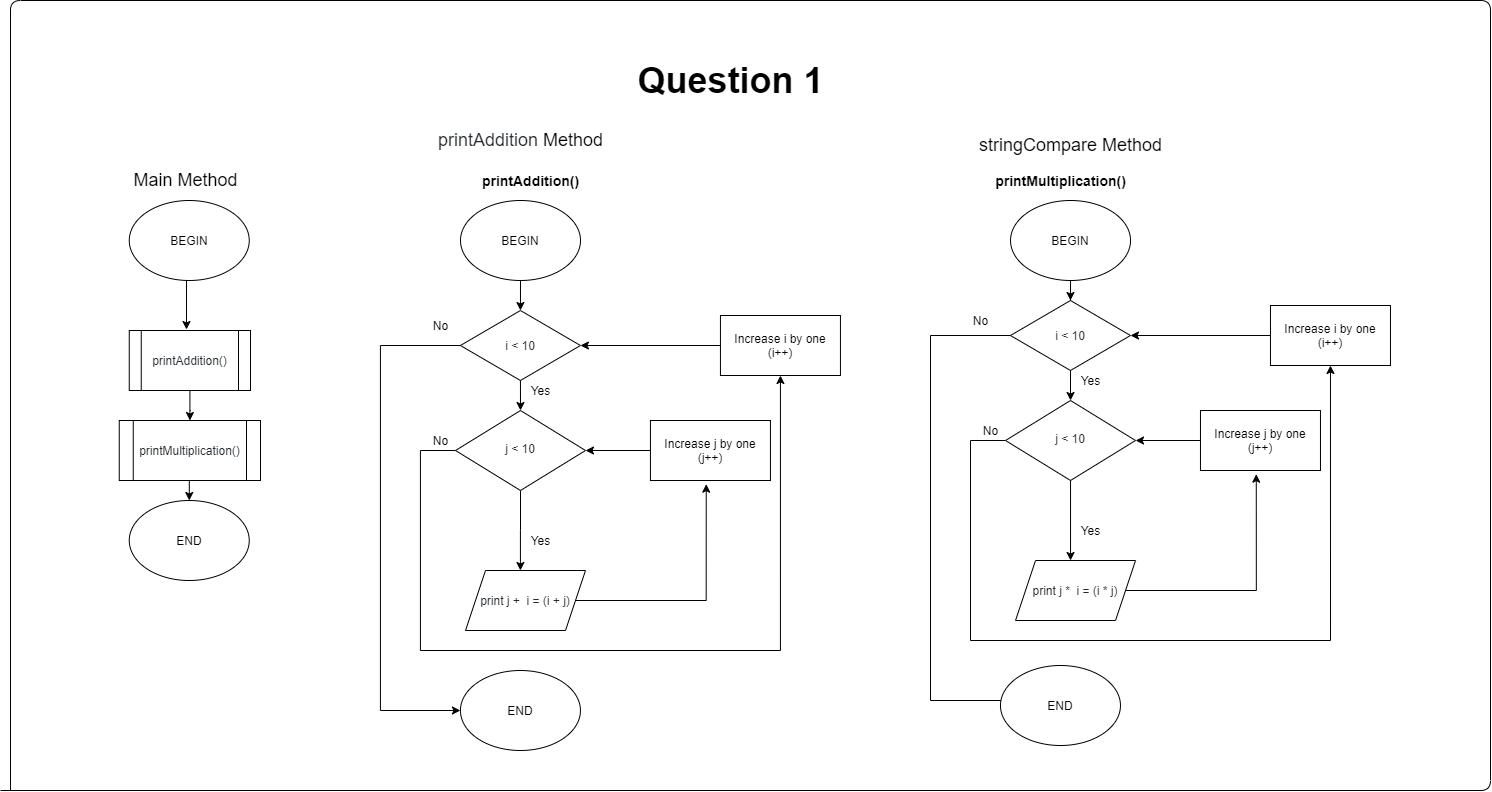 Question 1
Main Method
BEGIN
printAddition()
printMultiplication()
END
printAddition Method
printAddition()
BEGIN
i < 10
No
Yes
Increase i by one
(i++)
j < 10
No
Yes
Increase j by one
(j++)
print j +  i = (i + j)
END
stringCompare Method
printMultiplication()
BEGIN
i < 10
No
Yes
Increase i by one
(i++)
j < 10
No
Yes
Increase j by one
(j++)
print j *  i = (i * j)
END